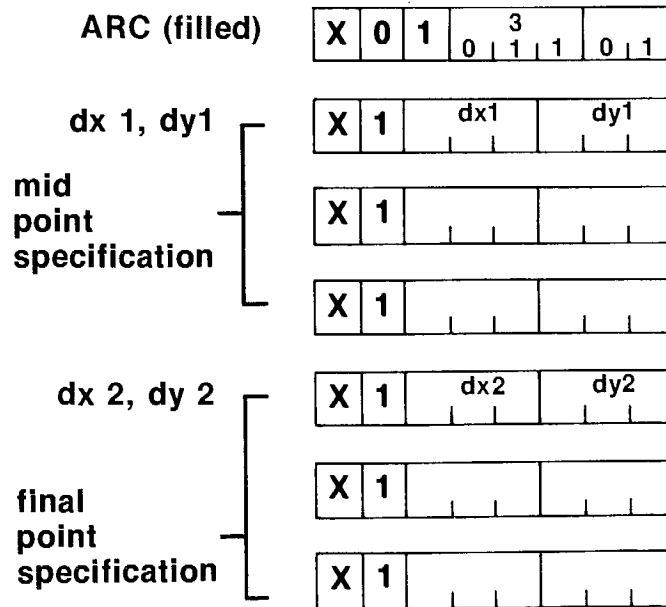 ARC (filled) X 0 1 3
0 1 1 0 1
dx 1, dy1 X 1 dx1 dy1
mid
point
specification
X 1
X 1
dx 2, dy 2 X 1 dx2 dy2
final
point
specification
X 1
X 1